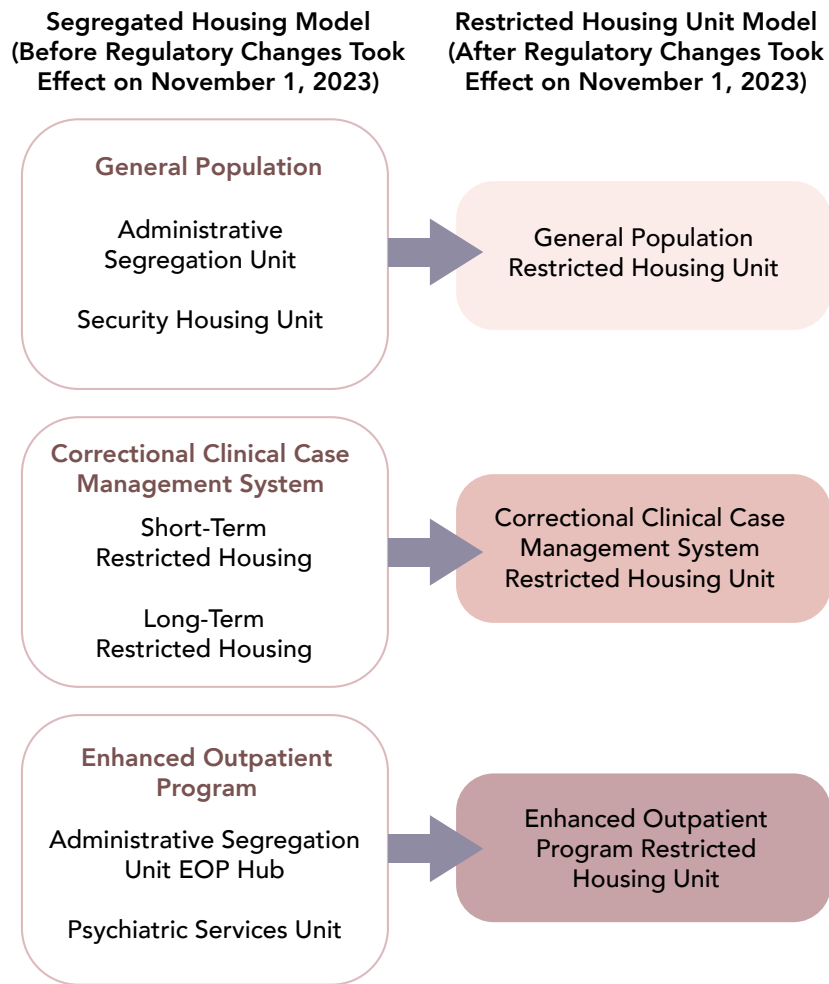 Segregated Housing Model
(Before Regulatory Changes Took
Effect on November 1, 2023)
Restricted Housing Unit Model
(After Regulatory Changes Took
Effect on November 1, 2023)
General Population
Administrative
Segregation Unit
Security Housing Unit
General Population
Restricted Housing Unit
Correctional Clinical Case
Management System
Short-Term
Restricted Housing
Long-Term
Restricted Housing
Correctional Clinical Case
Management System
Restricted Housing Unit
Enhanced Outpatient
Program
Administrative Segregation
Unit EOP Hub
Psychiatric Services Unit
Enhanced Outpatient
Program Restricted
Housing Unit